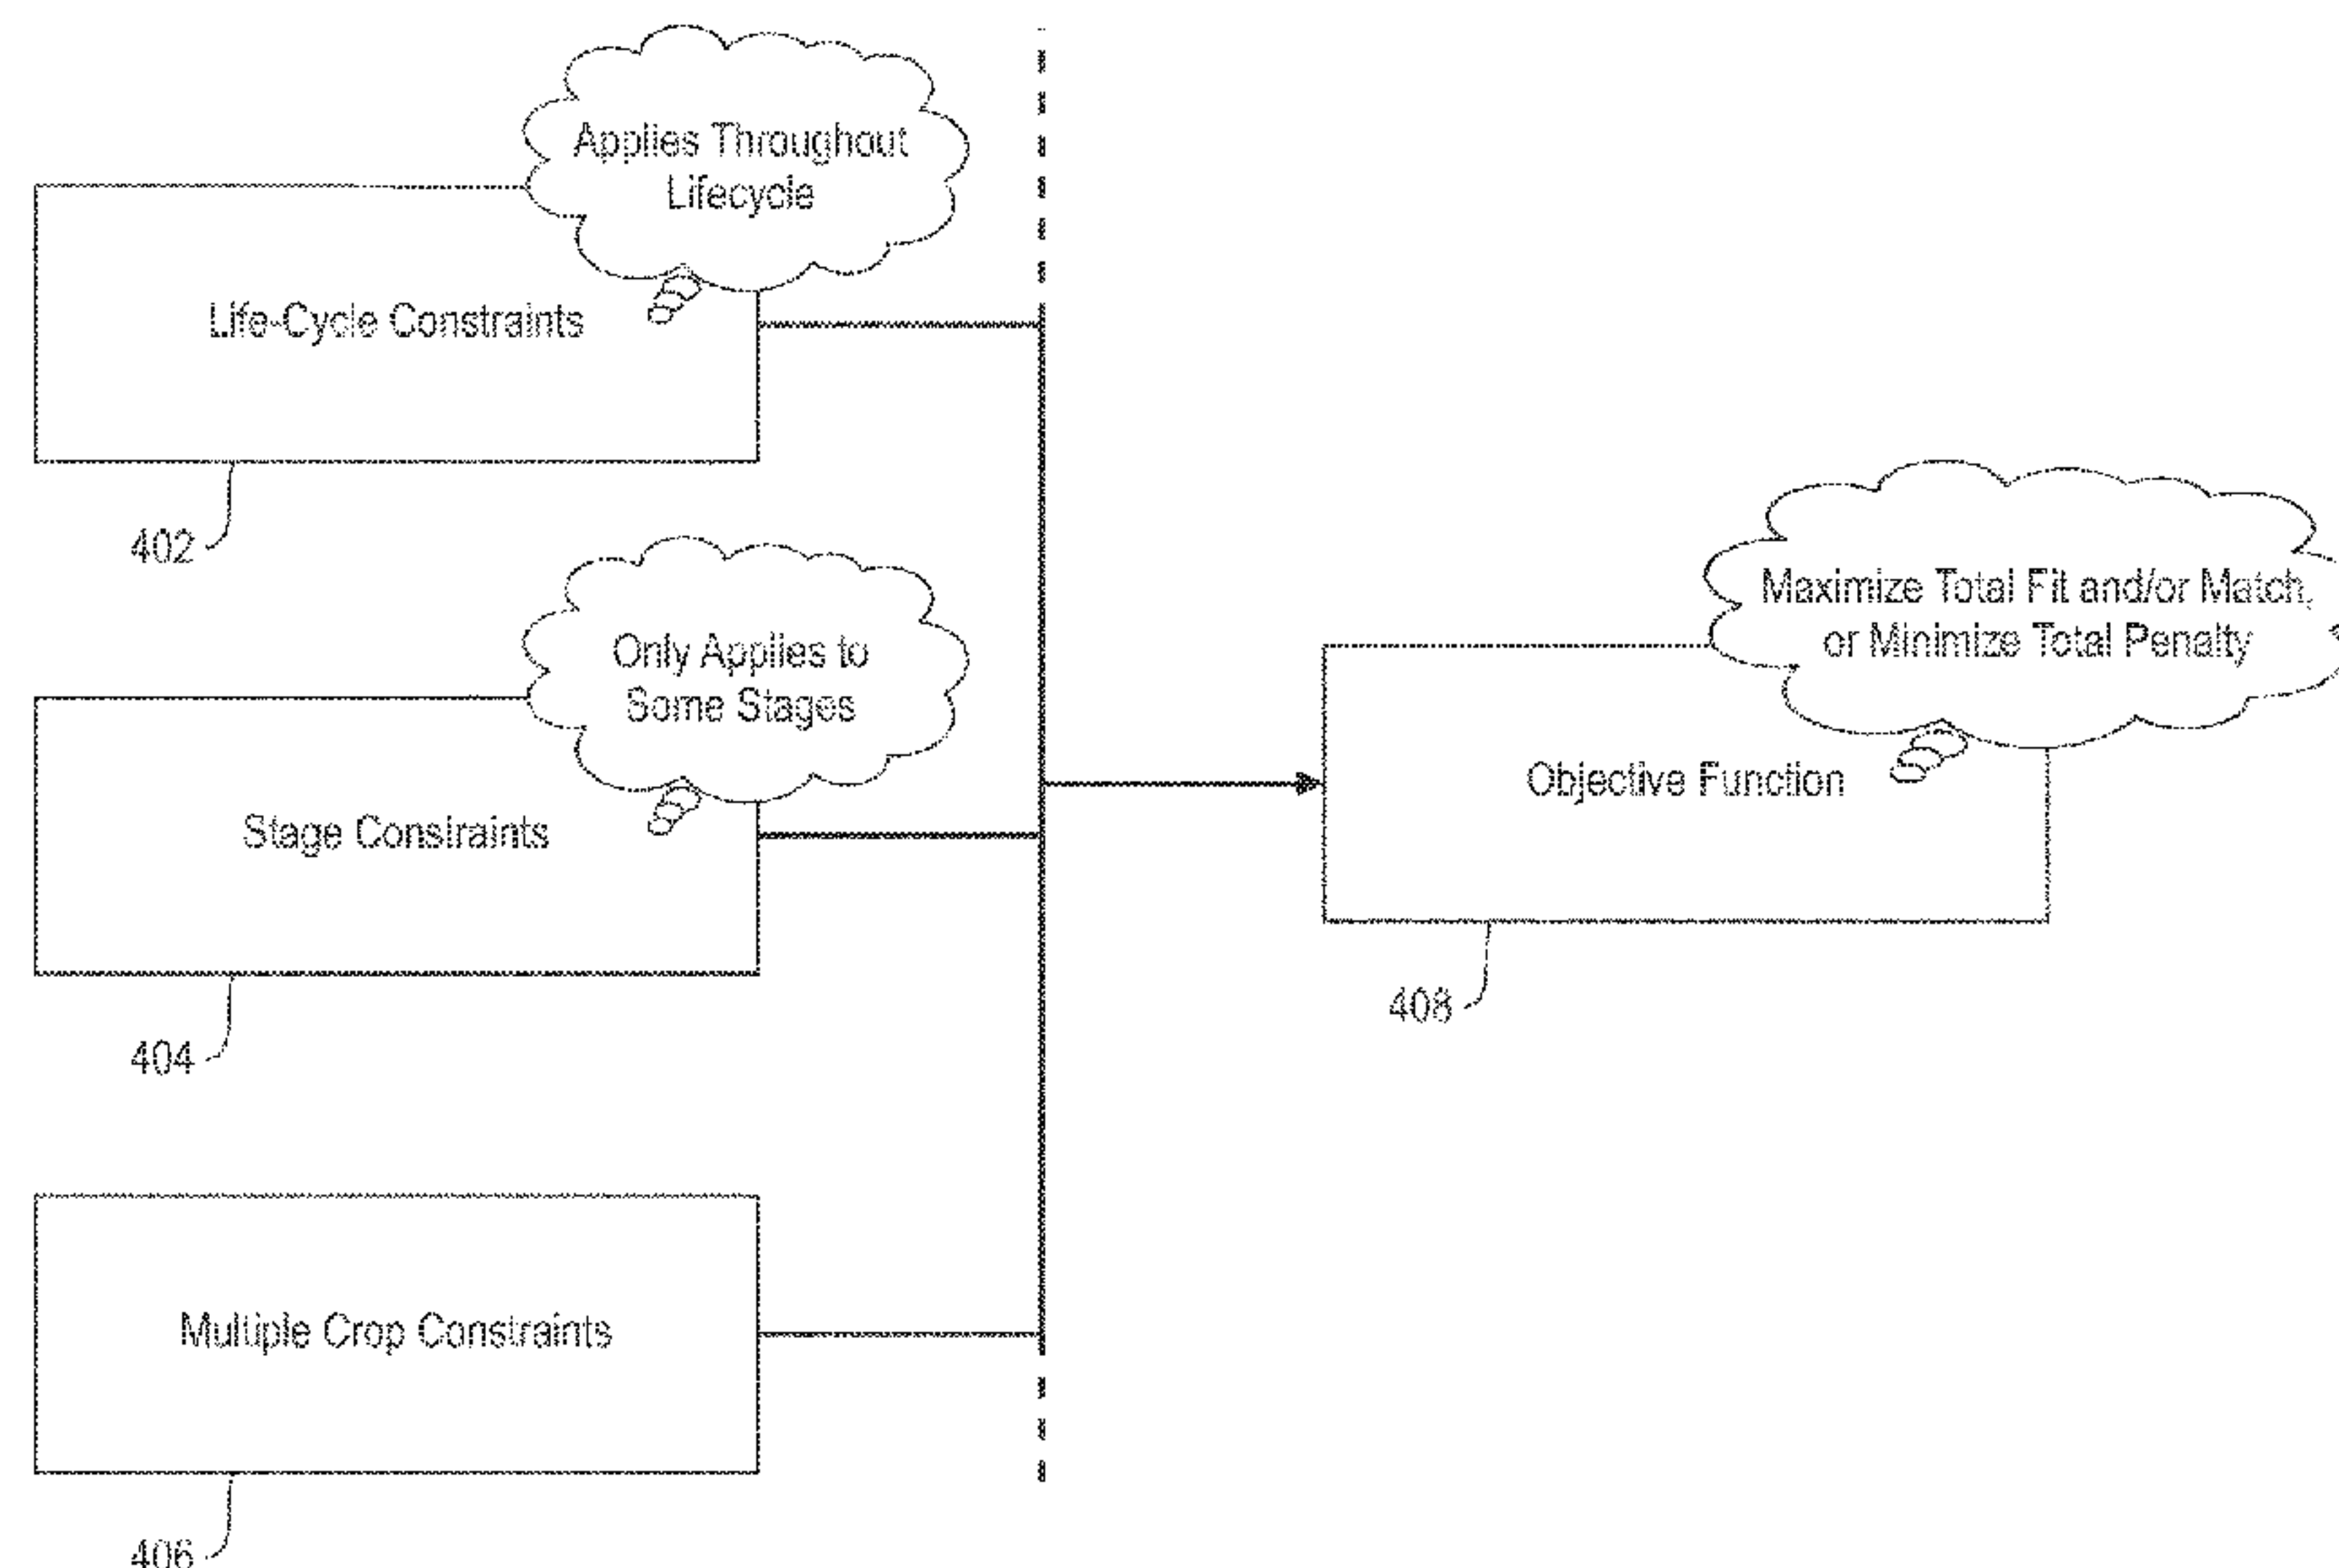 Applies Throughout
Lifecycle
Life-Cycle Constraints
402
Only Applies to
Some Stages
Stage Constraints
404
Multiple Crop Constraints
406
Maximize Total Fit and/or Match,
or Minimize Total Penalty
Objective Function
408